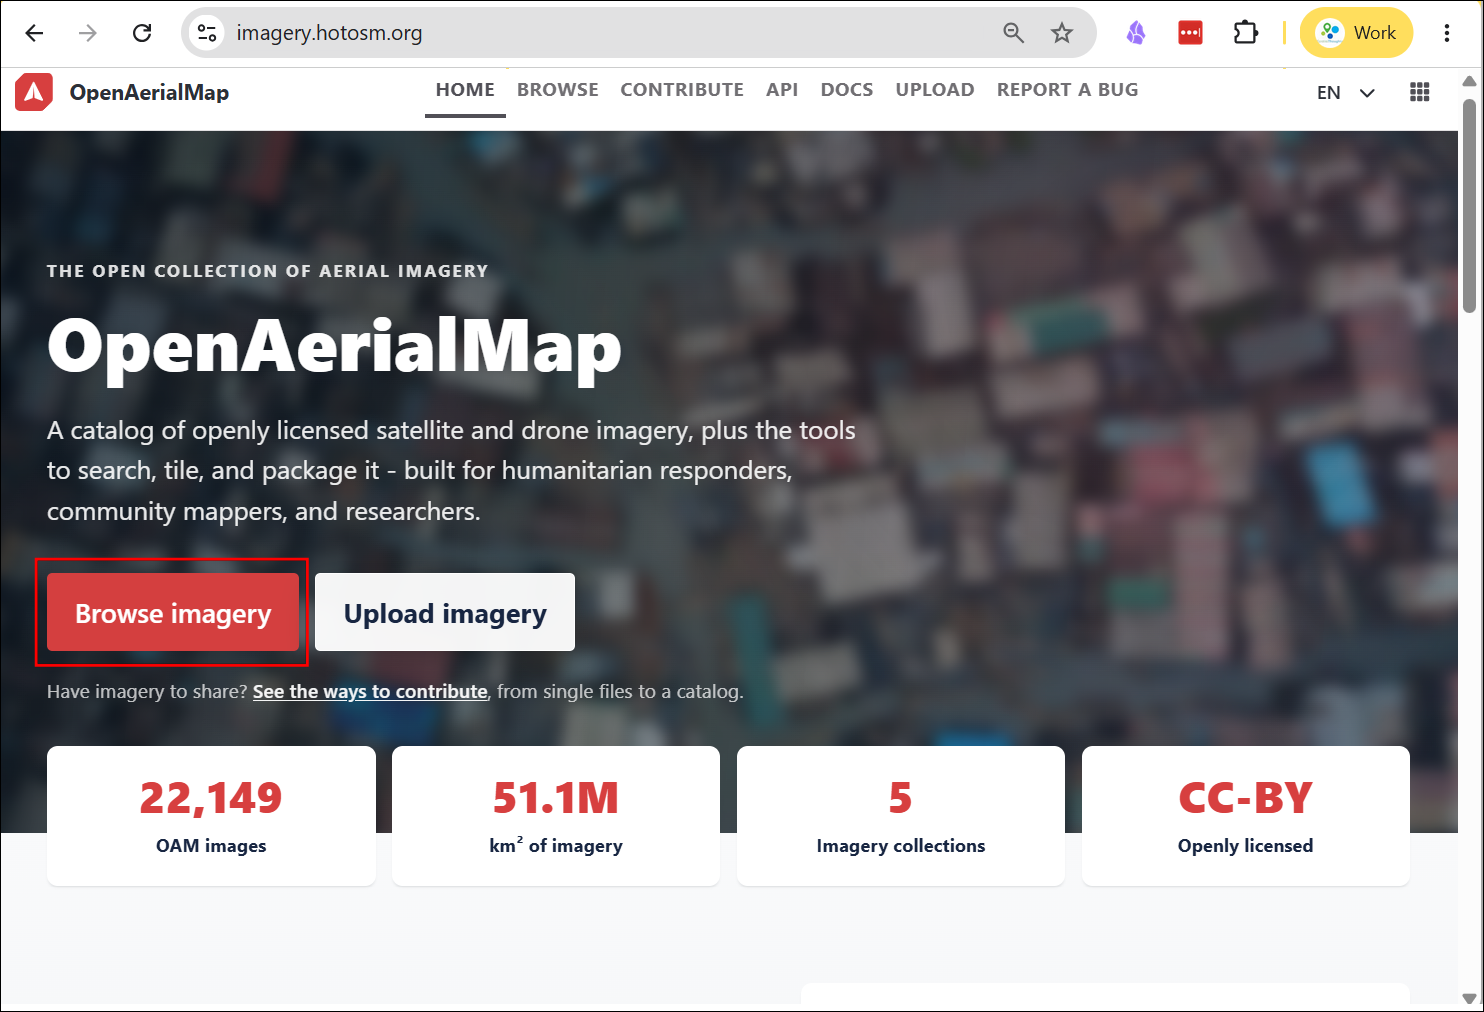 imagery.hotosm.org
Work
OpenAerialMap
HOME BROWSE CONTRIBUTE API DOCS UPLOAD REPORT A BUG
EN
THE OPEN COLLECTION OF AERIAL IMAGERY
OpenAerialMap
A catalog of openly licensed satellite and drone imagery, plus the tools
to search, tile, and package it - built for humanitarian responders,
community mappers, and researchers.
Browse imagery
Upload imagery
Have imagery to share? See the ways to contribute, from single files to a catalog.
22,149
OAM images
51.1M
km² of imagery
5
Imagery collections
CC-BY
Openly licensed